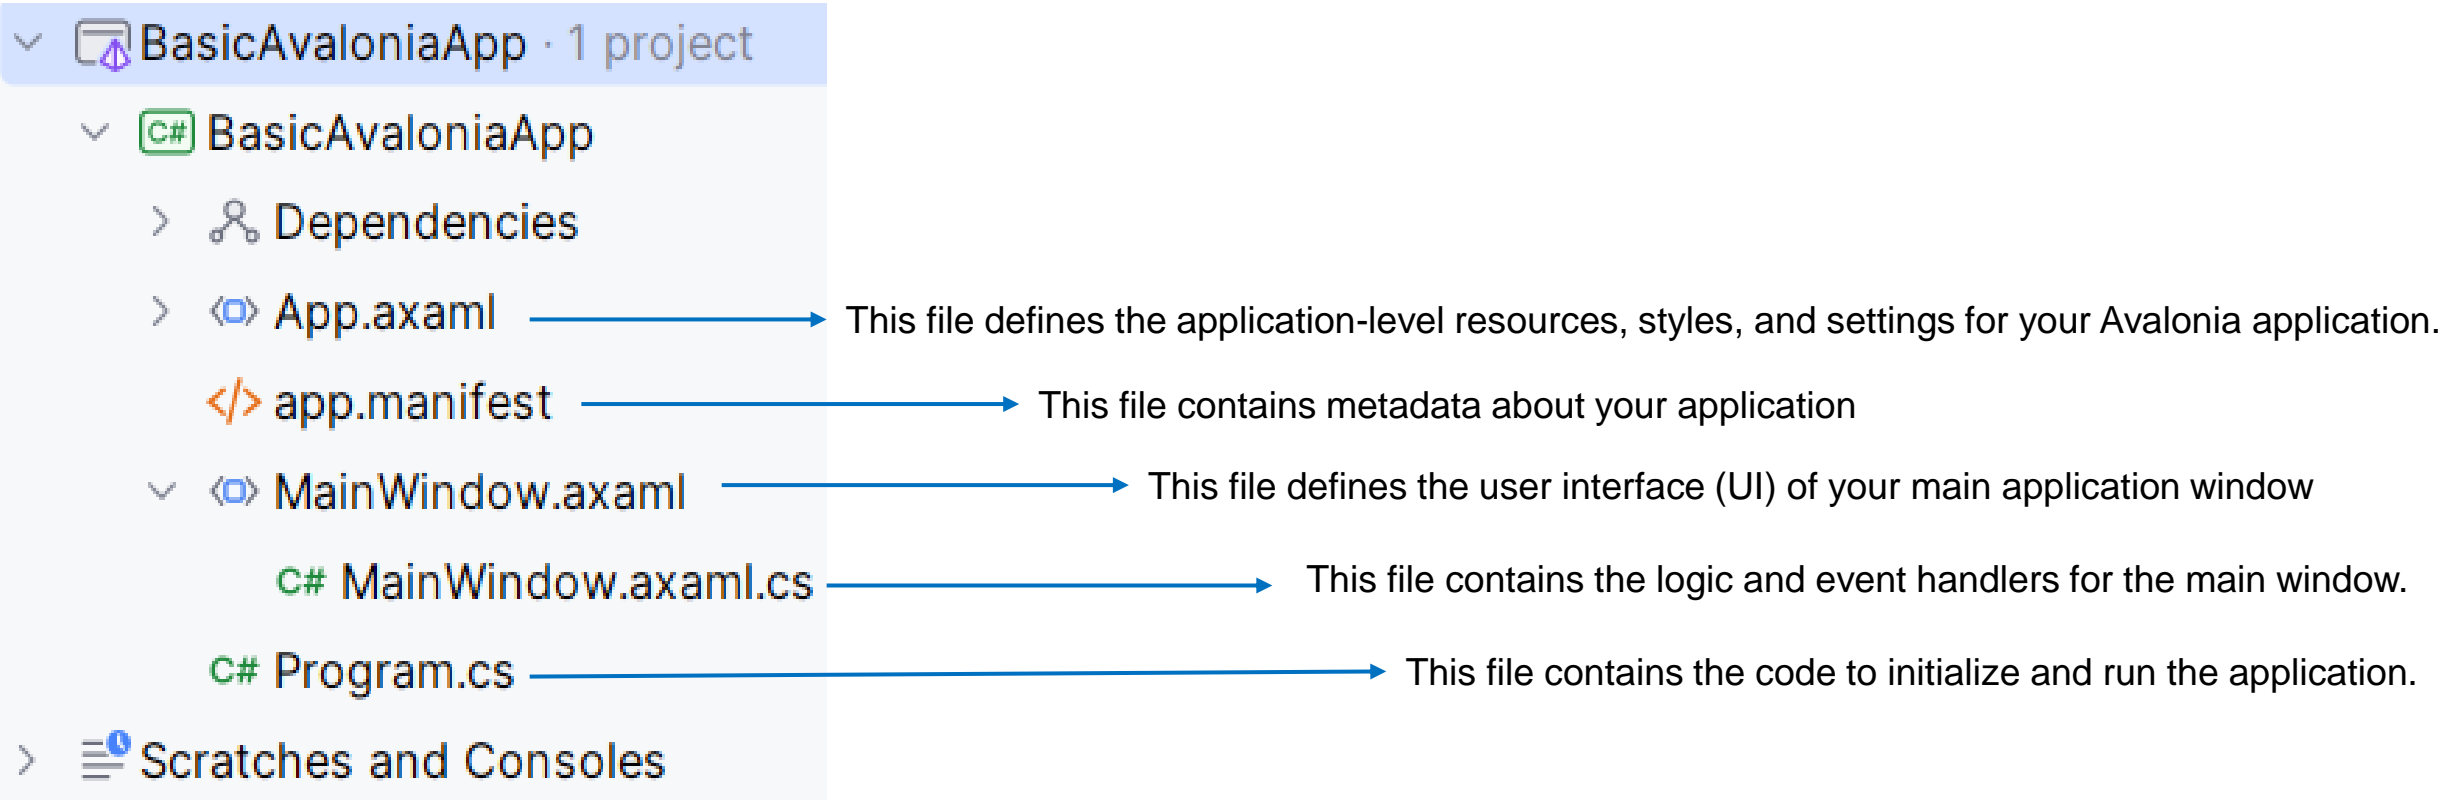 BasicAvaloniaApp · 1 project
C# BasicAvaloniaApp
Dependencies
App.axaml This file defines the application-level resources, styles, and settings for your Avalonia application.
</> app.manifest This file contains metadata about your application
MainWindow.axaml This file defines the user interface (UI) of your main application window
C# MainWindow.axaml.cs This file contains the logic and event handlers for the main window.
C# Program.cs This file contains the code to initialize and run the application.
Scratches and Consoles